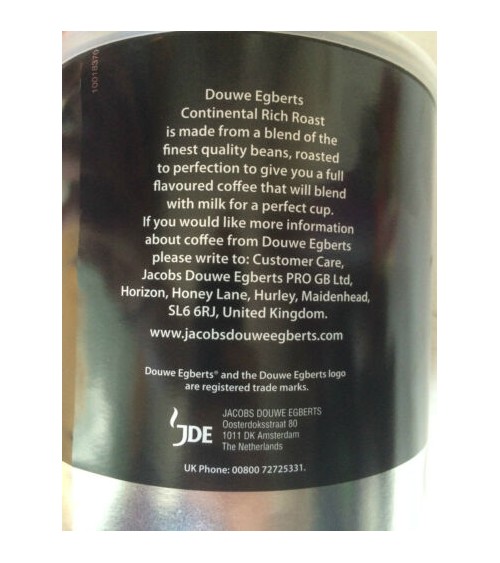 10018376
Douwe Egberts
Continental Rich Roast
is made from a blend of the
finest quality beans, roasted
to perfection to give you a full
flavoured coffee that will blend
with milk for a perfect cup.
If you would like more information
about coffee from Douwe Egberts
please write to: Customer Care,
Jacobs Douwe Egberts PRO GB Ltd,
Horizon, Honey Lane, Hurley, Maidenhead,
SL6 6RJ, United Kingdom.
www.jacobsdouweegberts.com
Douwe Egberts® and the Douwe Egberts logo
are registered trade marks.
JDE
JACOBS DOUWE EGBERTS
Oosterdoksstraat 80
1011 DK Amsterdam
The Netherlands
UK Phone: 00800 72725331.